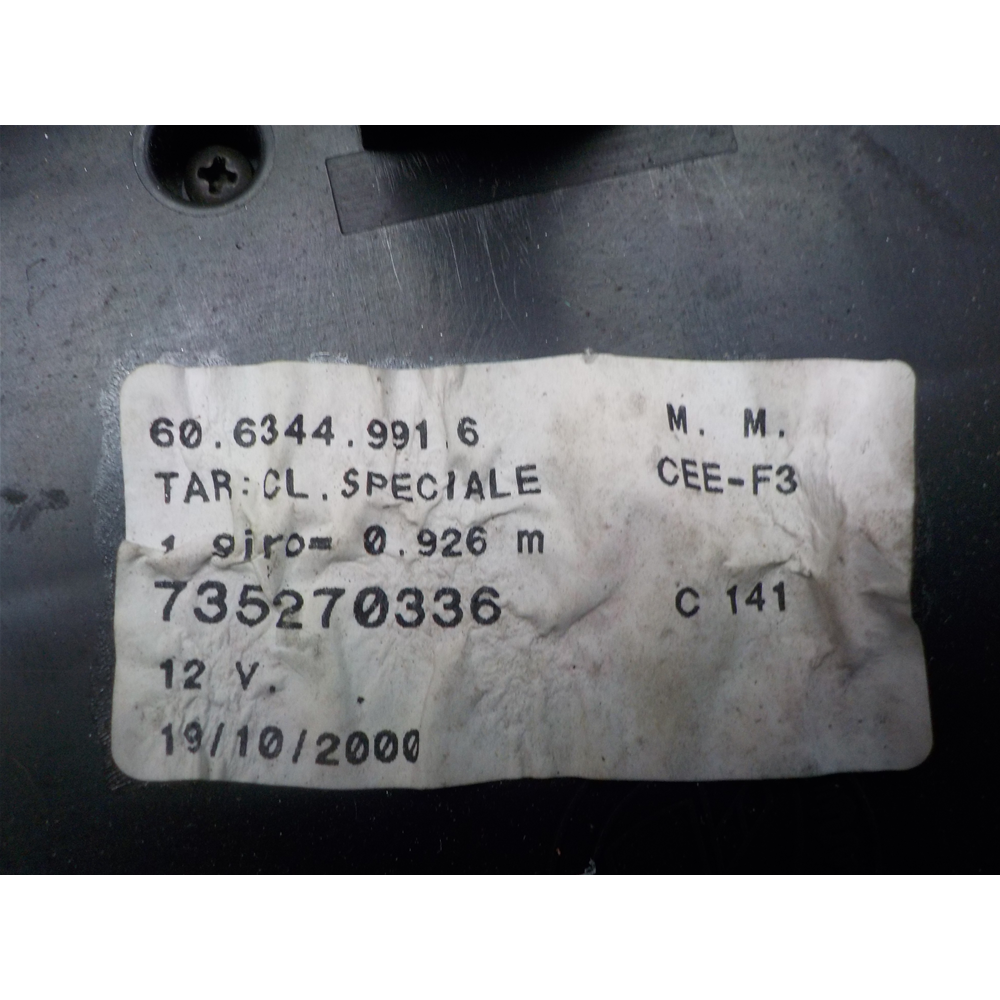 60.6344.991.6 M. M.
TAR:CL.SPECIALE CEE-F3
1 giro= 0.926 m
735270336 C 141
12 V.
19/10/2000